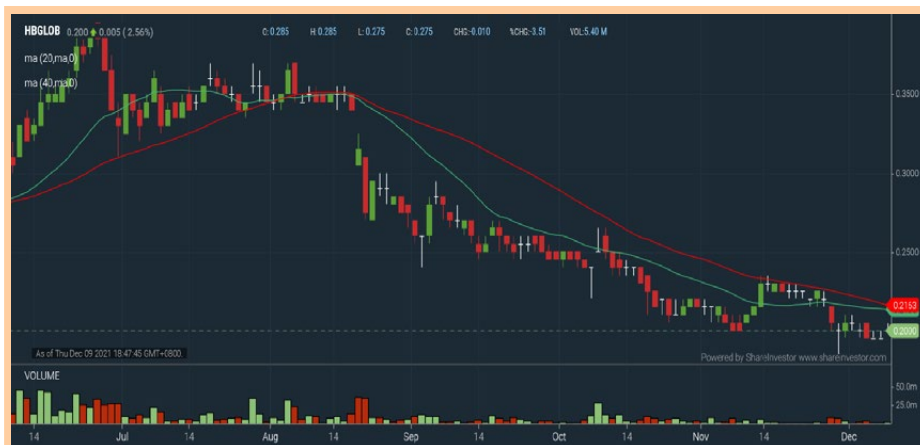 HBGLOB 0.200 0.005 ( 2.56%) O: 0.285 H: 0.285 L: 0.275 C: 0.275 CHG:-0.010 %CHG:-3.51 VOL:5.40 M
ma (20,ma,0)
ma (40,ma,0)
0.3500
0.3000
0.2500
0.2153
0.2000
As of Thu Dec 09 2021 18:47:45 GMT+0800
Powered by ShareInvestor www.shareinvestor.com
VOLUME
50.0m
25.0m
14 Jul 14 Aug 14 Sep 14 Oct 14 Nov 14 Dec